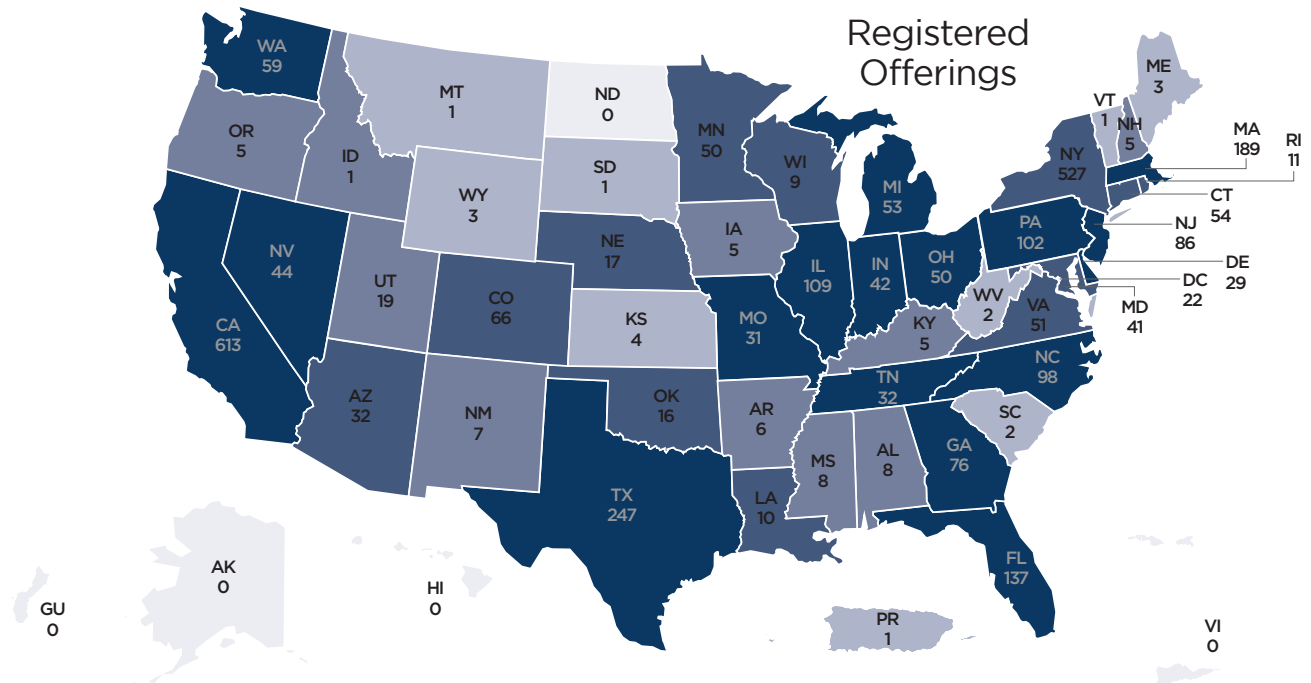 Registered
Offerings
WA
59
OR
5
ID
1
MT
1
ND
0
MN
50
WI
9
MI
53
NY
527
VT
1
NH
5
ME
3
MA
189
RI
11
CT
54
NJ
86
DE
29
DC
22
MD
41
SD
1
WY
3
NV
44
CA
613
UT
19
CO
66
NE
17
IA
5
KS
4
MO
31
IL
109
IN
42
OH
50
PA
102
WV
2
VA
51
KY
5
NC
98
TN
32
SC
2
AZ
32
NM
7
OK
16
AR
6
MS
8
AL
8
GA
76
TX
247
LA
10
FL
137
AK
0
HI
0
GU
0
PR
1
VI
0